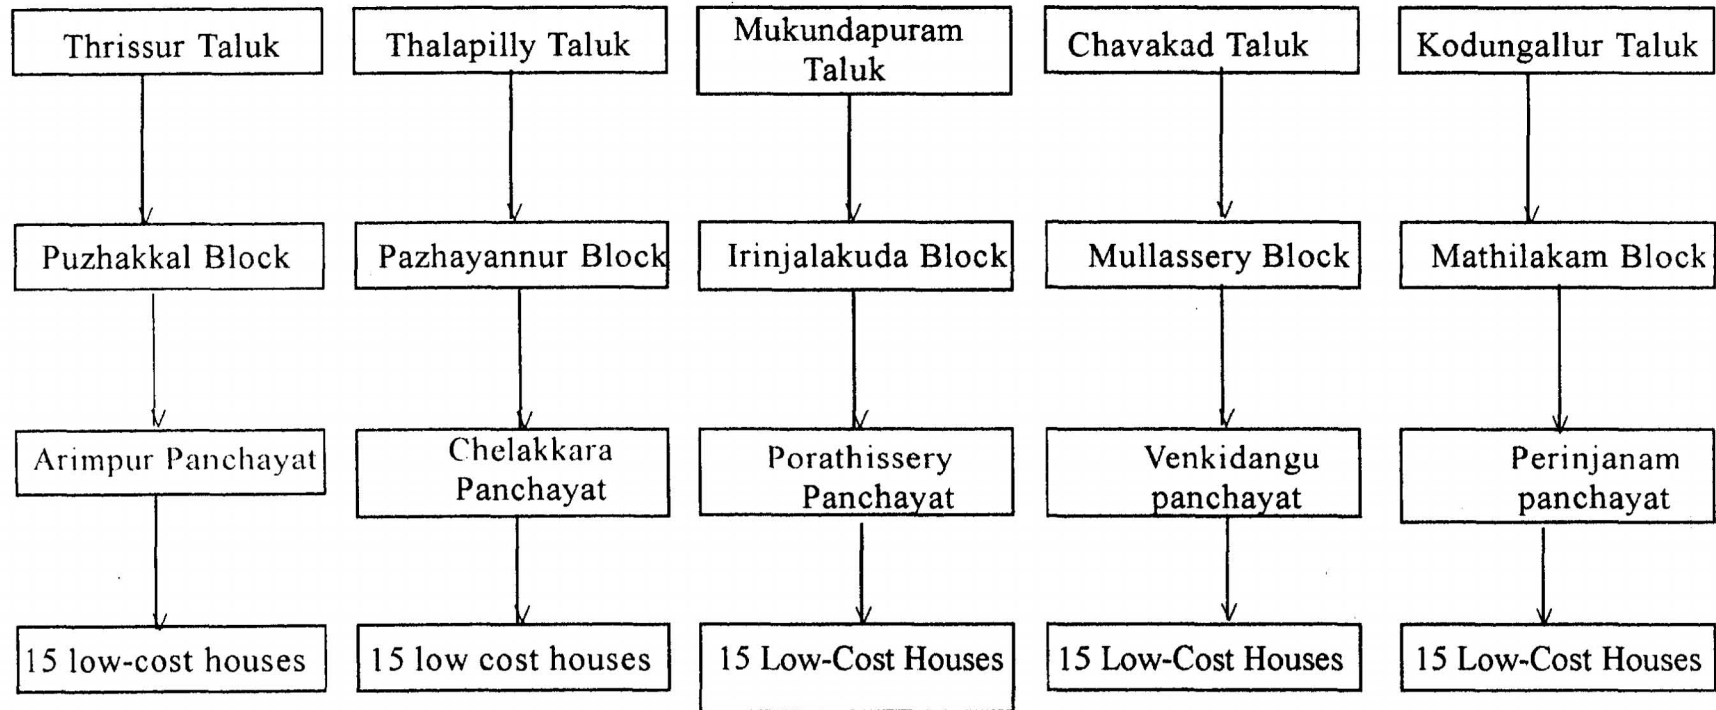 Thrissur Taluk
Thalapilly Taluk
Mukundapuram
Taluk
Chavakad Taluk
Kodungallur Taluk
Puzhakkal Block
Pazhayannur Block
Irinjalakuda Block
Mullassery Block
Mathilakam Block
Arimpur Panchayat
Chelakkara
Panchayat
Porathissery
Panchayat
Venkidangu
panchayat
Perinjanam
panchayat
15 low-cost houses
15 low cost houses
15 Low-Cost Houses
15 Low-Cost Houses
15 Low-Cost Houses